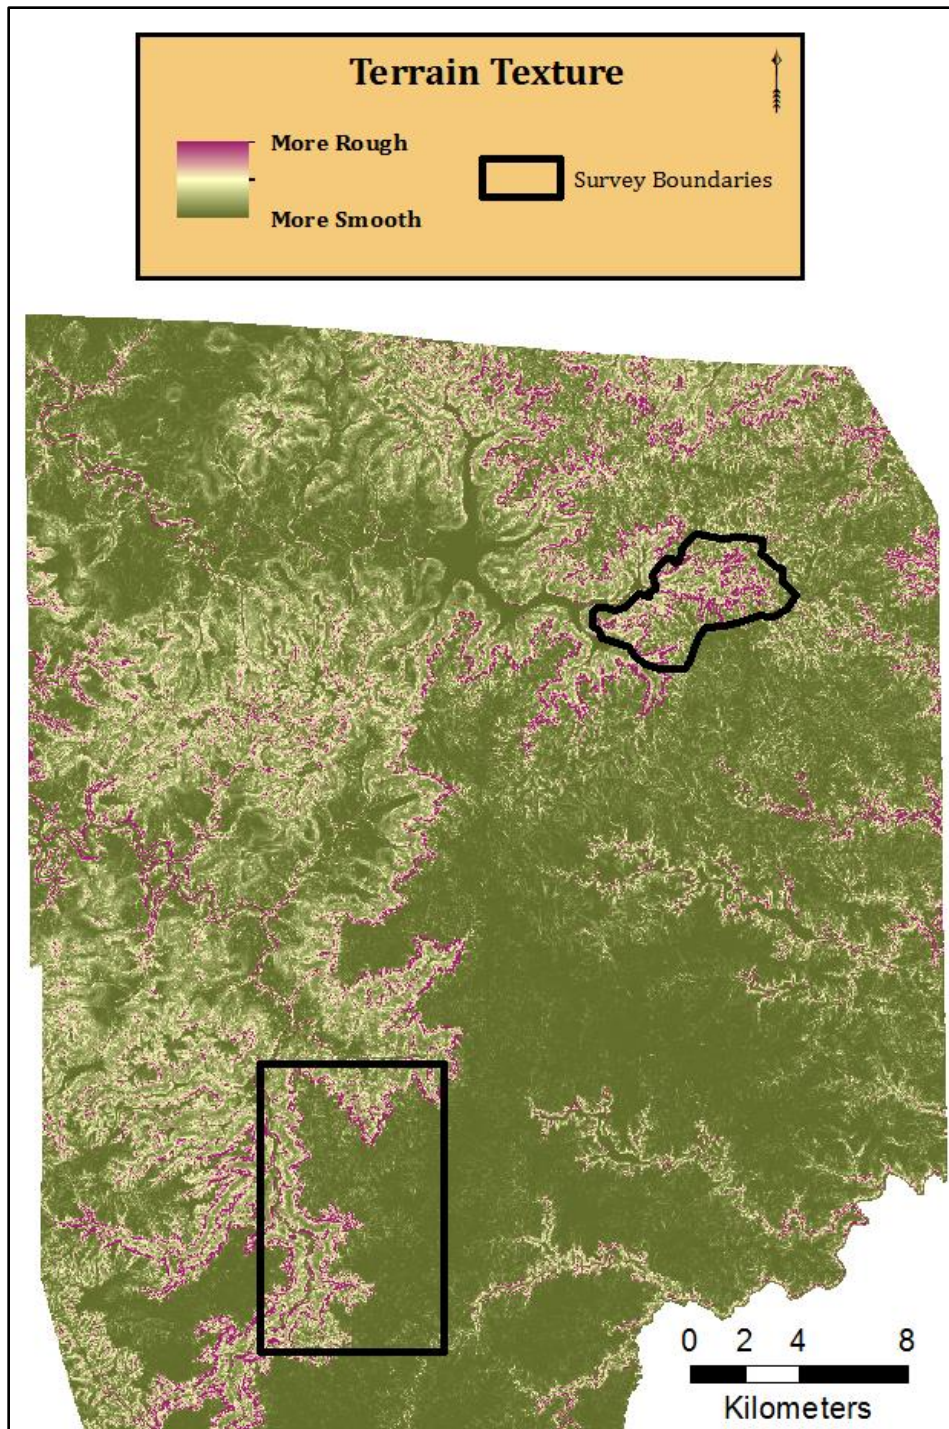 Terrain Texture
More Rough
Survey Boundaries
More Smooth
0 2 4 8
Kilometers